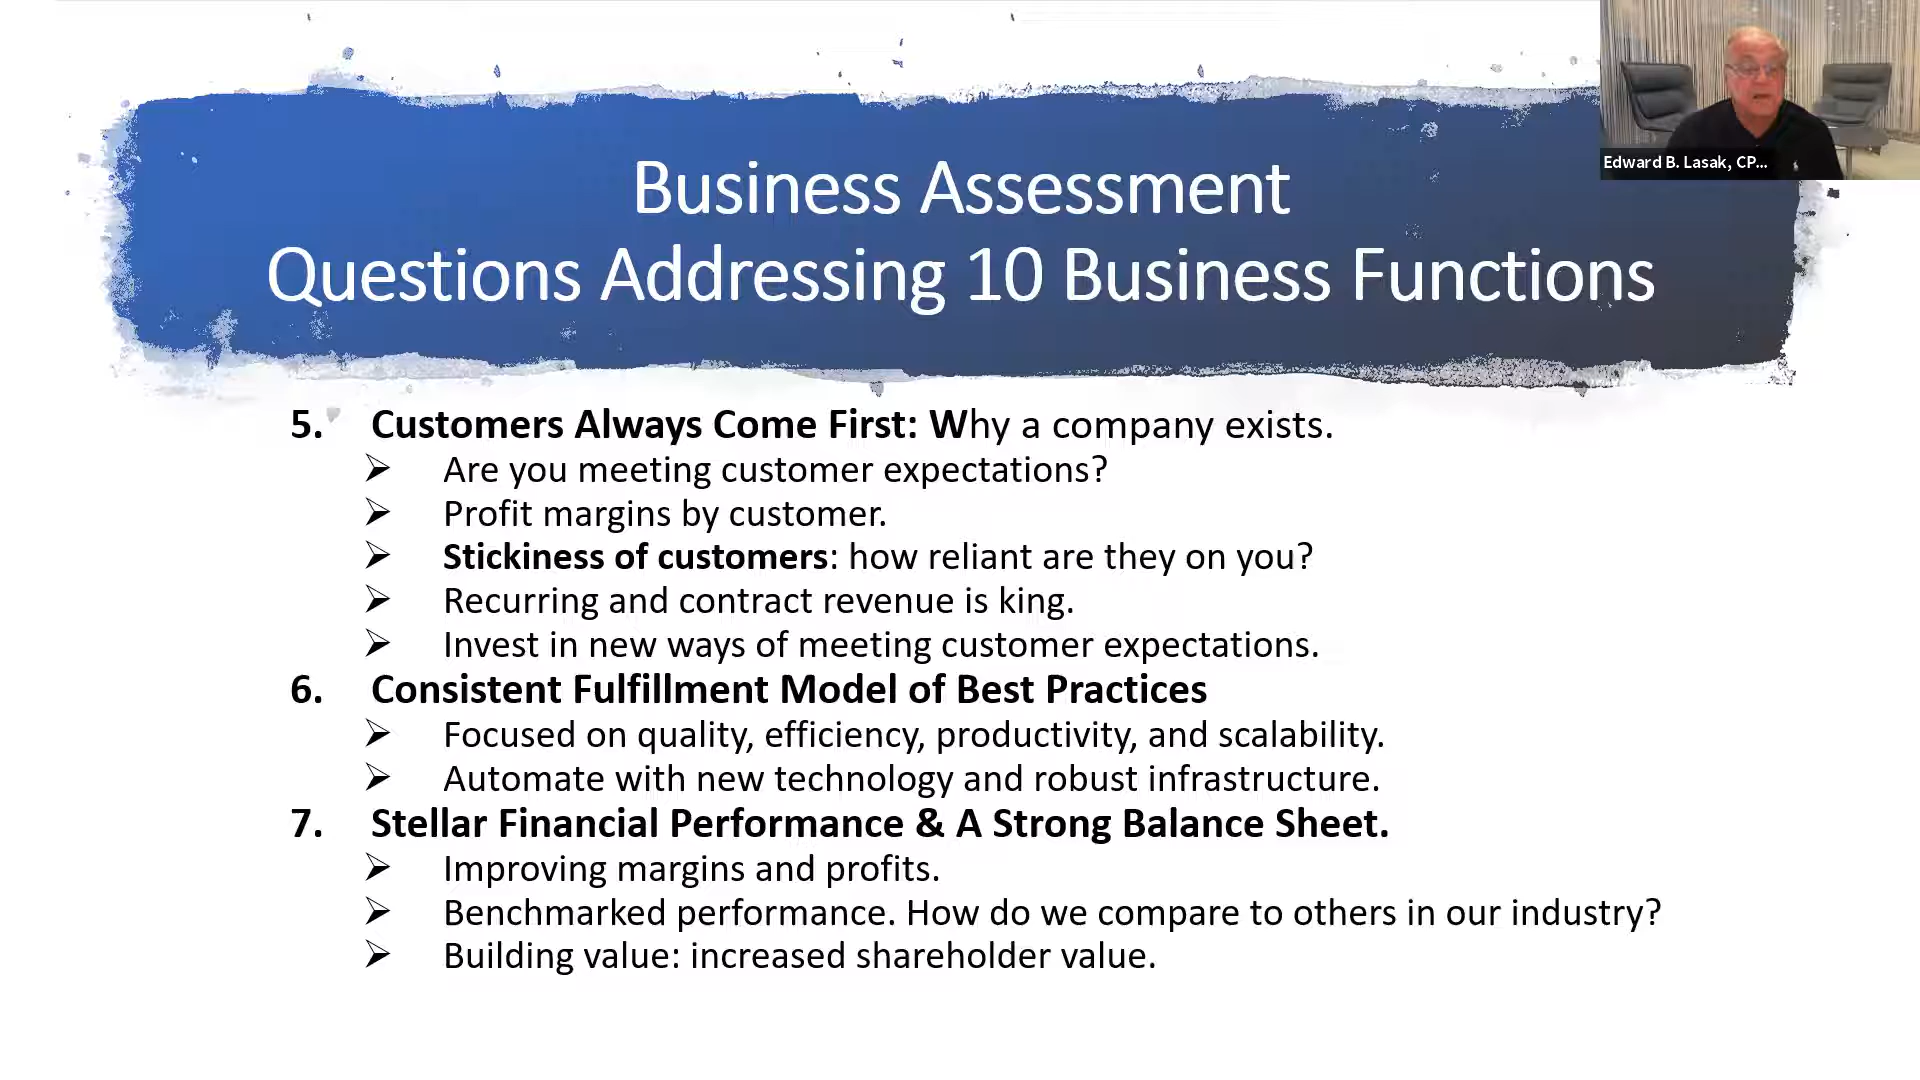 Edward B. Lasak, CP...
Business Assessment
Questions Addressing 10 Business Functions
5. Customers Always Come First: Why a company exists.
➢ Are you meeting customer expectations?
➢ Profit margins by customer.
➢ Stickiness of customers: how reliant are they on you?
➢ Recurring and contract revenue is king.
➢ Invest in new ways of meeting customer expectations.
6. Consistent Fulfillment Model of Best Practices
➢ Focused on quality, efficiency, productivity, and scalability.
➢ Automate with new technology and robust infrastructure.
7. Stellar Financial Performance & A Strong Balance Sheet.
➢ Improving margins and profits.
➢ Benchmarked performance. How do we compare to others in our industry?
➢ Building value: increased shareholder value.